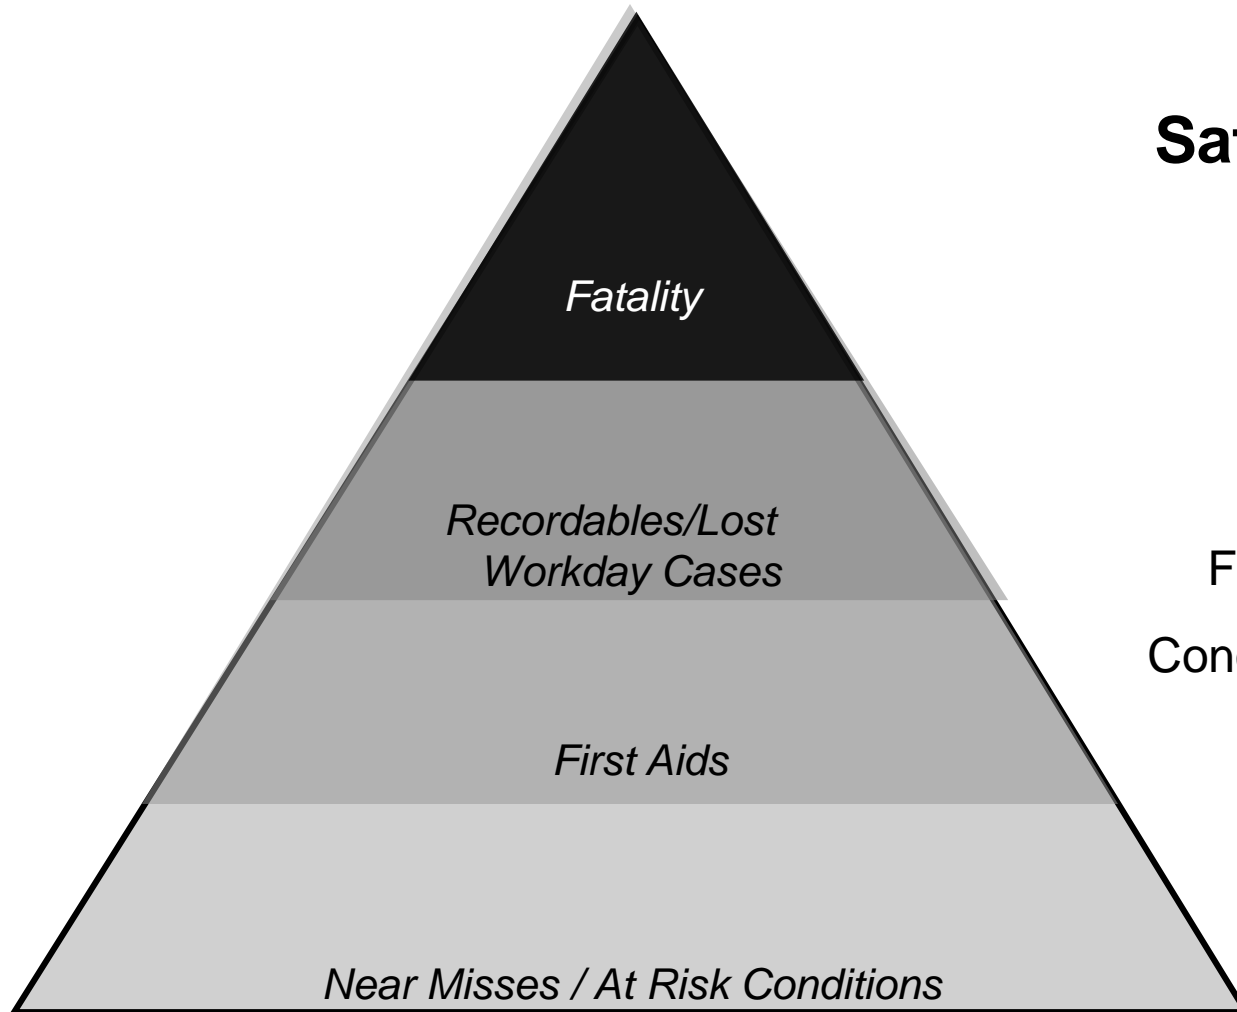 Fatality
Recordables/Lost
Workday Cases
First Aids
Near Misses / At Risk Conditions